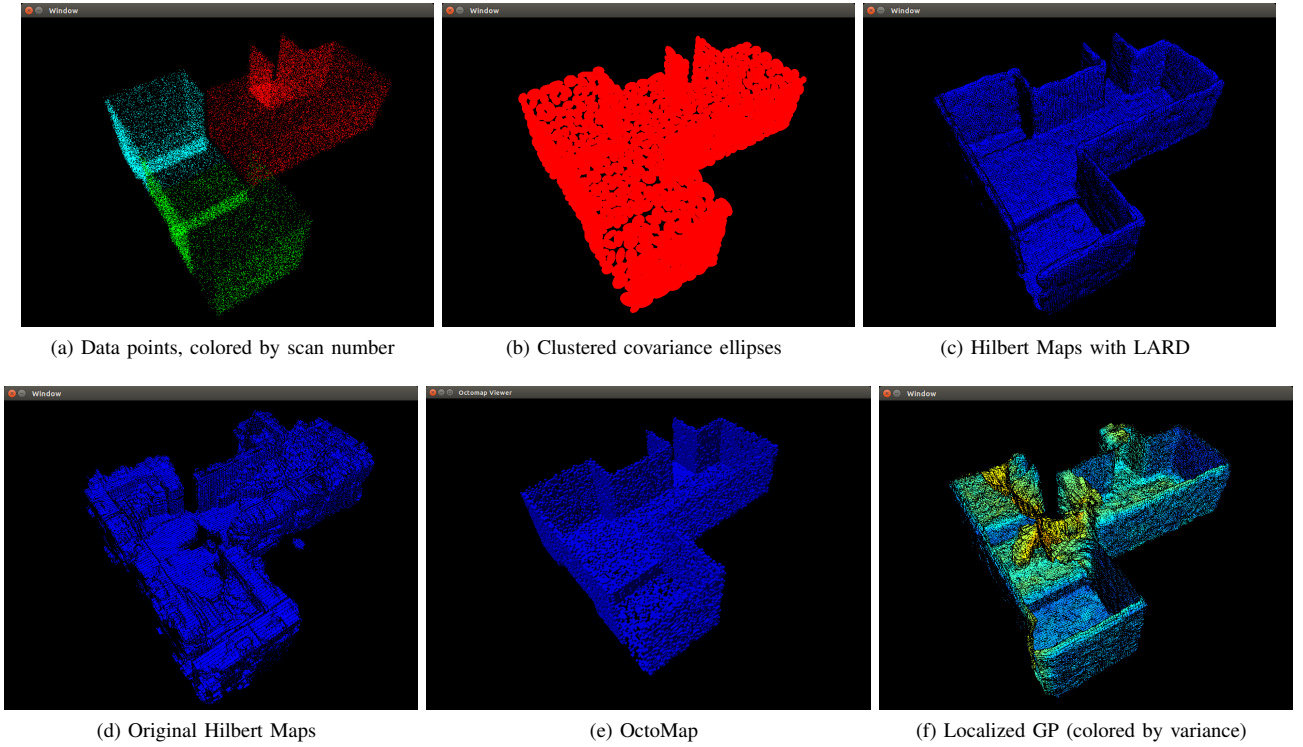 Window
Window
Window
(a) Data points, colored by scan number
(b) Clustered covariance ellipses
(c) Hilbert Maps with LARD
Window
Octomap Viewer
Window
(d) Original Hilbert Maps
(e) OctoMap
(f) Localized GP (colored by variance)